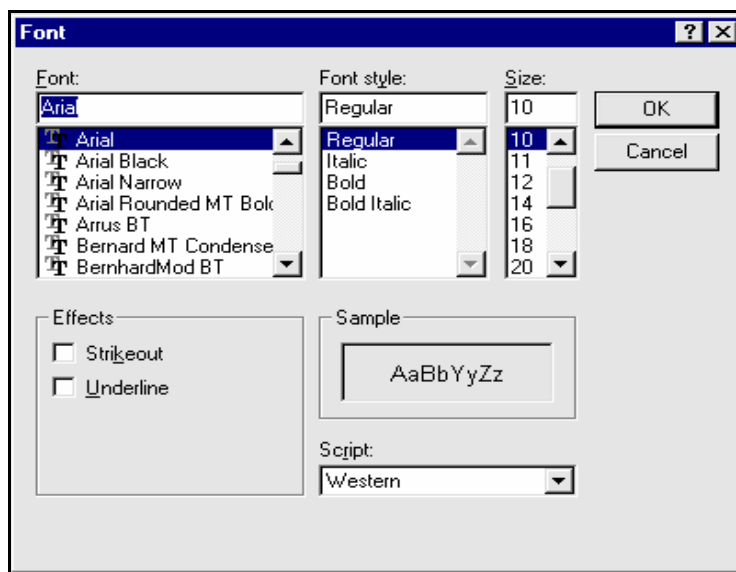 Font
Font: Font style: Size:
Arial Regular 10 OK
Arial Regular 10
Arial Black Italic 11 Cancel
Arial Narrow Bold 12
Arial Rounded MT Bold Bold Italic 14
Arrus BT 16
Bernard MT Condense 18
BernhardMod BT 20
Effects Sample
Strikeout
AaBbYyZz
Underline
Script:
Western